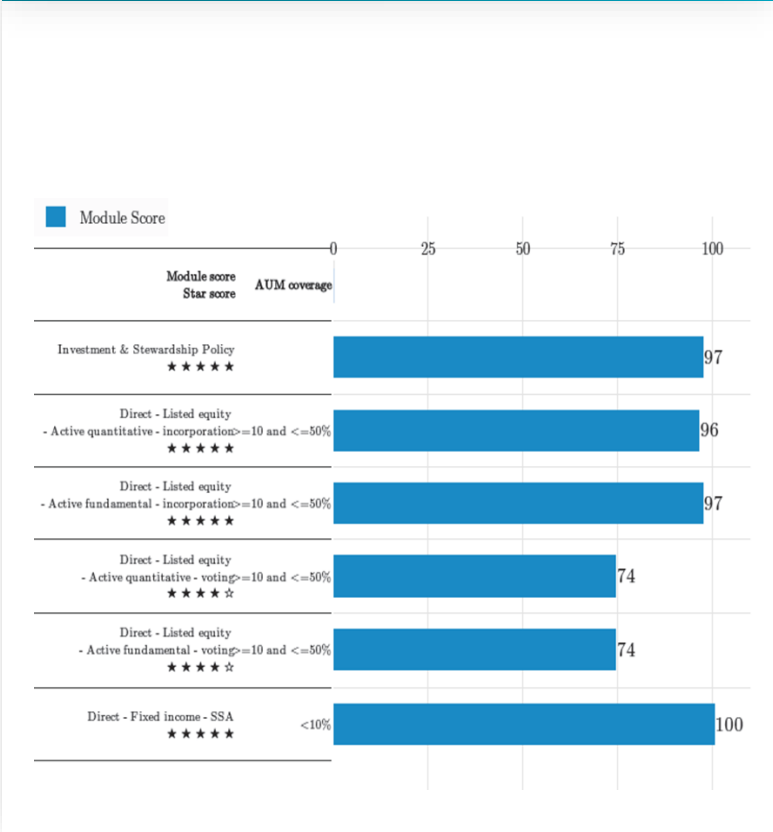 Module Score
0 25 50 75 100
Module score
Star score
AUM coverage
Investment & Stewardship Policy
★★★★★
97
Direct - Listed equity
- Active quantitative - incorporation>=10 and <=50%
★★★★★
96
Direct - Listed equity
- Active fundamental - incorporation>=10 and <=50%
★★★★★
97
Direct - Listed equity
- Active quantitative - voting>=10 and <=50%
★★★★☆
74
Direct - Listed equity
- Active fundamental - voting>=10 and <=50%
★★★★☆
74
Direct - Fixed income - SSA
★★★★★
<10%
100